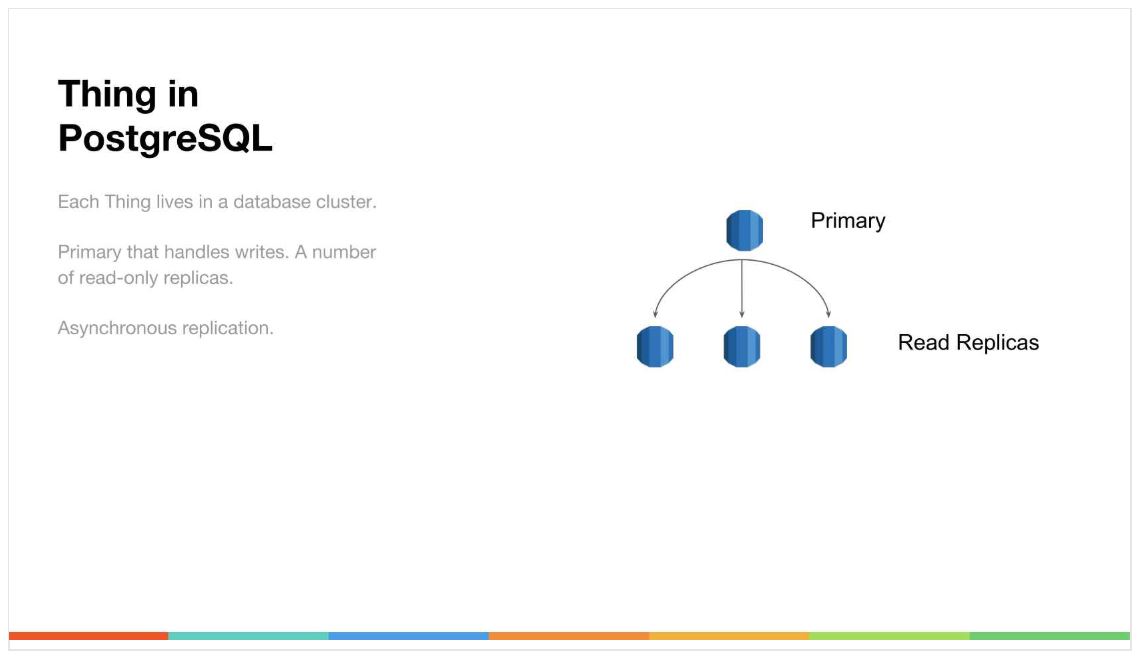 Thing in
PostgreSQL
Each Thing lives in a database cluster.
Primary that handles writes. A number
of read-only replicas.
Asynchronous replication.
Primary
Read Replicas